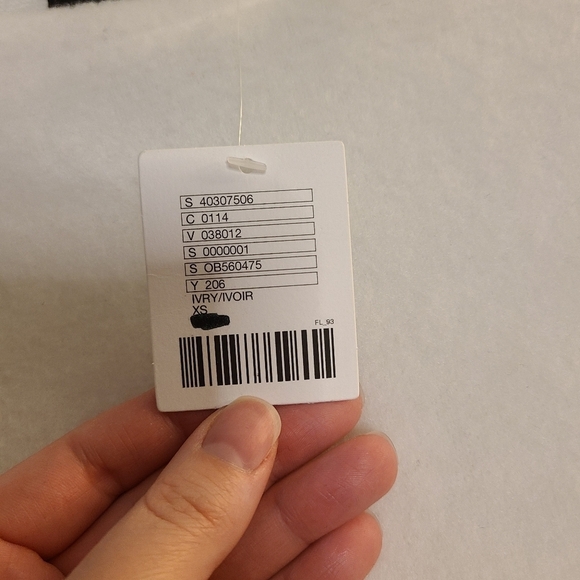 S 40307506
C 0114
V 038012
S 0000001
S OB560475
Y 206
IVRY/IVOIR
XS
FL_93